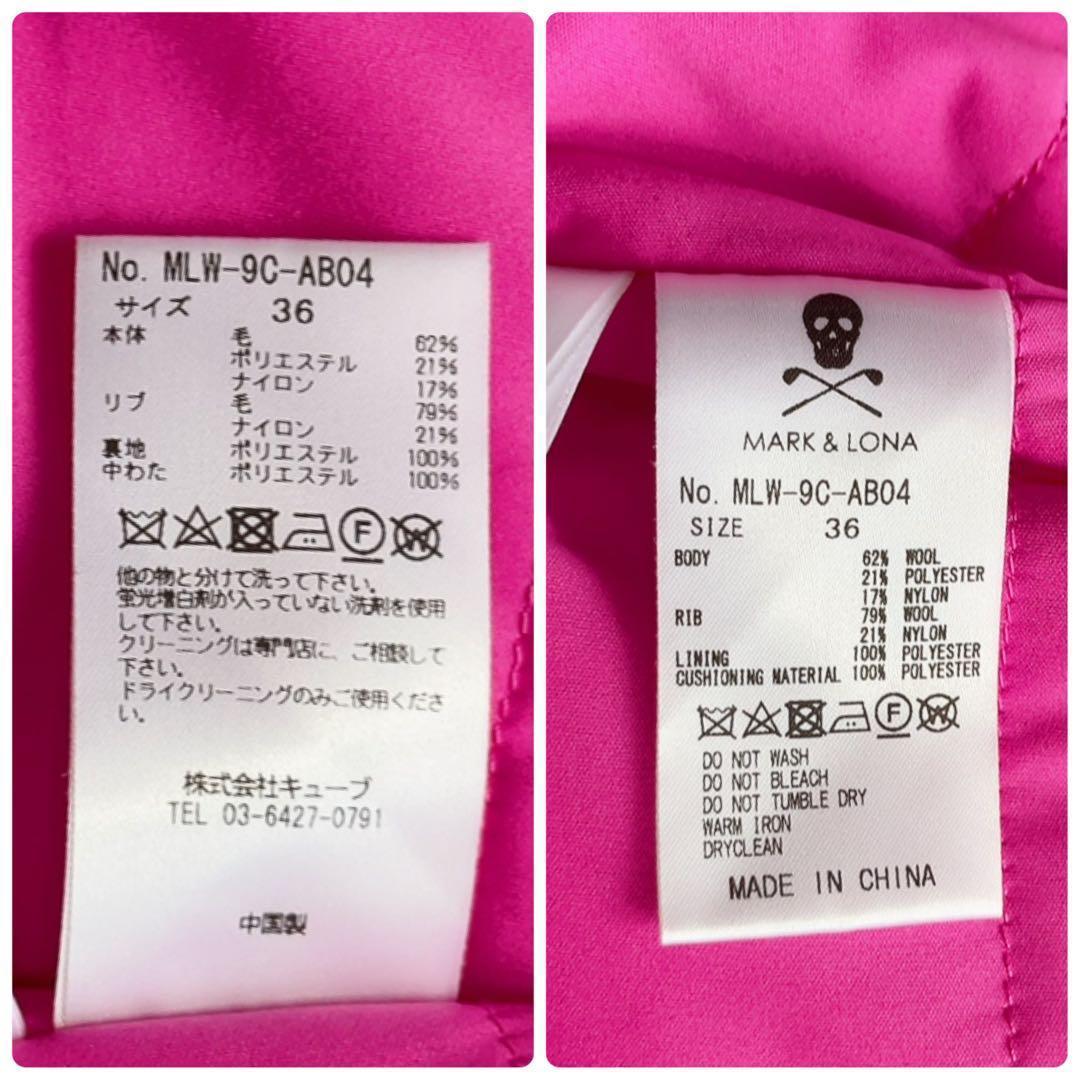 No. MLW-9C-AB04
サイズ 36
本体 毛 62%
ポリエステル 21%
ナイロン 17%
リブ 毛 79%
ナイロン 21%
裏地 ポリエステル 100%
中わた ポリエステル 100%
F W
他の物と分けて洗って下さい。
蛍光増白剤が入っていない洗剤を使用
して下さい。
クリーニングは専門店に、ご相談して
下さい。
ドライクリーニングのみご使用くださ
い。
株式会社キューブ
TEL 03-6427-0791
中国製
MARK & LONA
No. MLW-9C-AB04
SIZE 36
BODY 62% WOOL
21% POLYESTER
17% NYLON
RIB 79% WOOL
21% NYLON
LINING 100% POLYESTER
CUSHIONING MATERIAL 100% POLYESTER
F W
DO NOT WASH
DO NOT BLEACH
DO NOT TUMBLE DRY
WARM IRON
DRYCLEAN
MADE IN CHINA